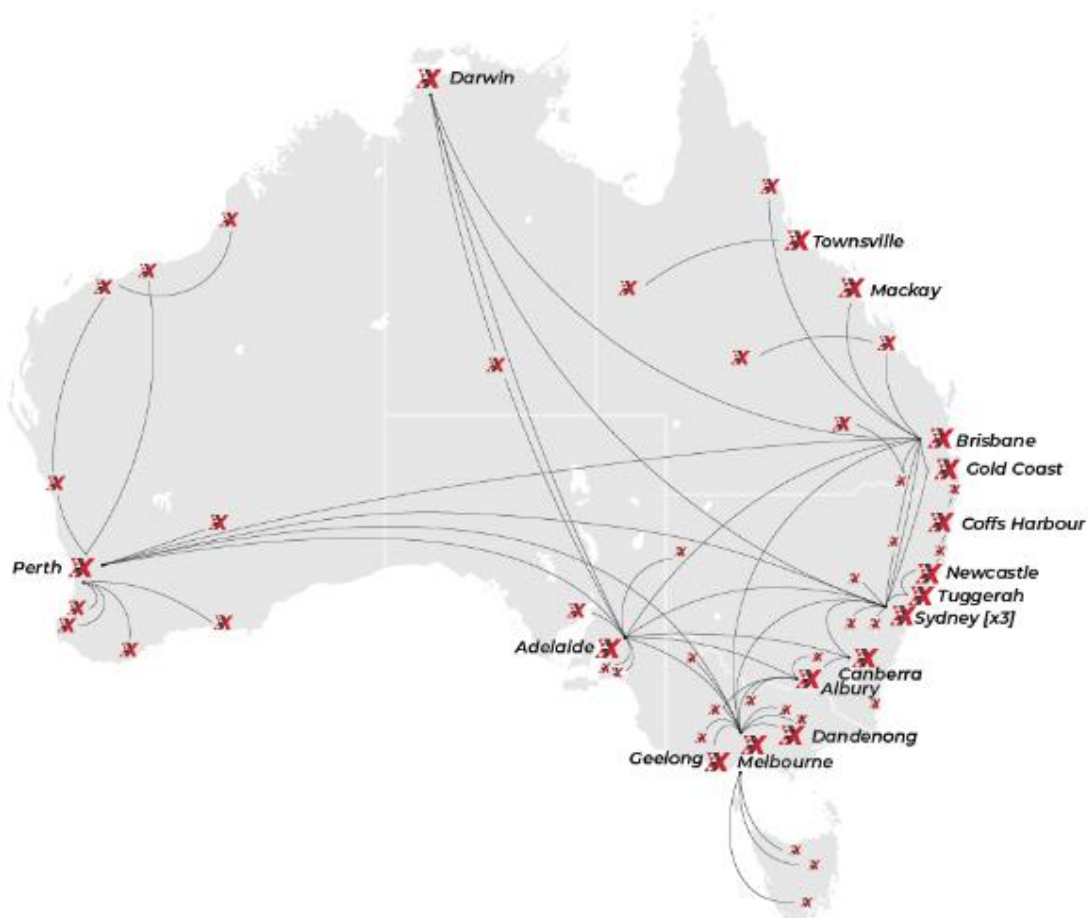 Darwin
Townsville
Mackay
Brisbane
Gold Coast
Coffs Harbour
Newcastle
Perth
Tuggerah
Sydney [x3]
Adelaide
Canberra
Albury
Dandenong
Geelong
Melbourne